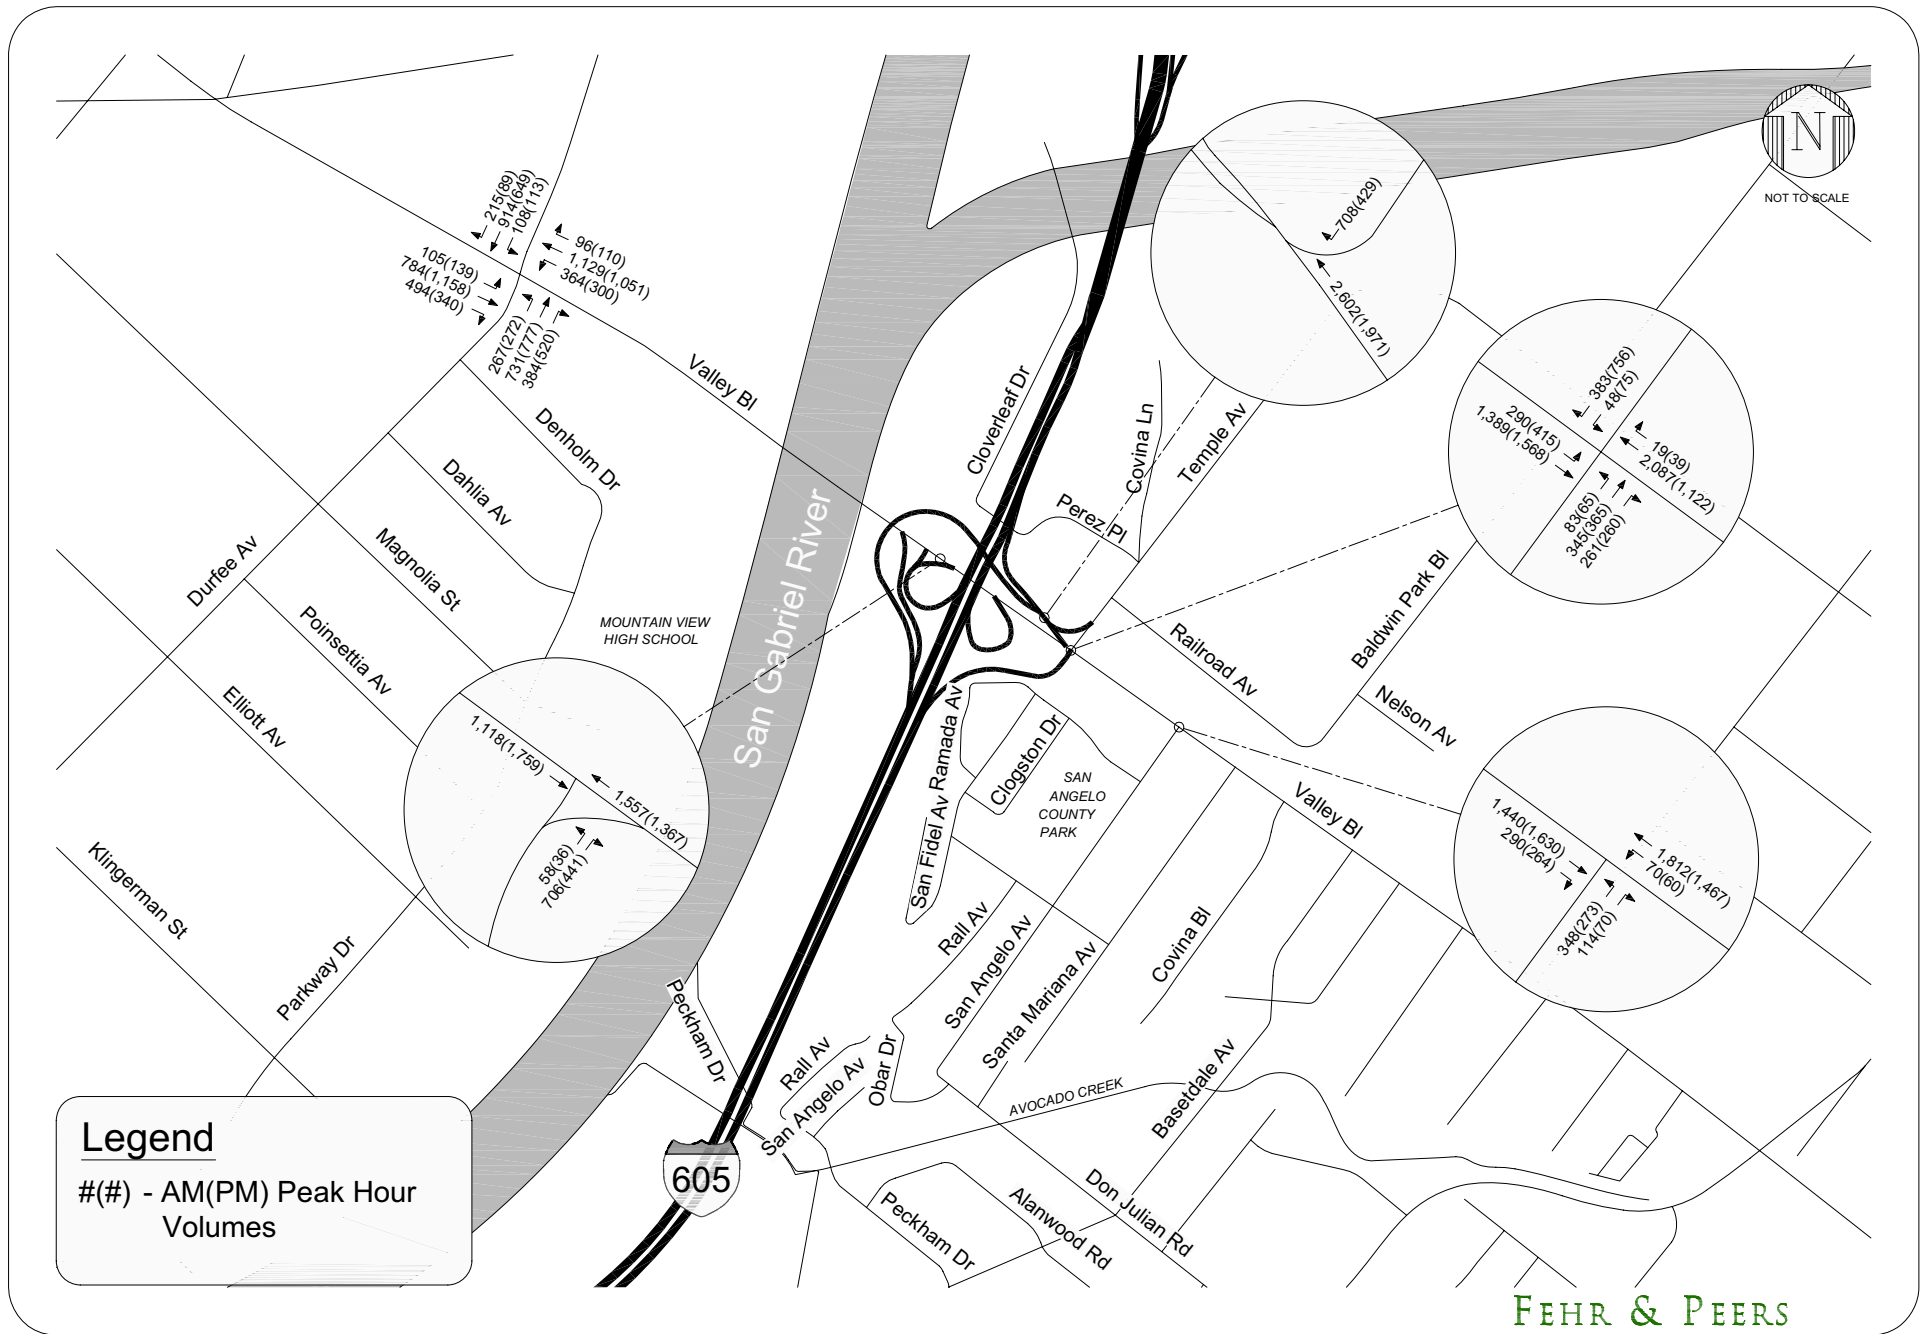 N
NOT TO SCALE
215(89)
914(649)
108(113)
96(110)
1,129(1,051)
364(300)
105(139)
784(1,158)
494(340)
267(272)
731(777)
384(520)
708(429)
2,602(1,971)
383(756)
48(75)
290(415)
1,389(1,568)
19(39)
2,087(1,122)
83(65)
345(365)
261(260)
Valley Bl
Denholm Dr
Dahlia Av
Magnolia St
Durfee Av
Poinsettia Av
Elliott Av
Klingerman St
Parkway Dr
MOUNTAIN VIEW
HIGH SCHOOL
San Gabriel River
Cloverleaf Dr
Covina Ln
Temple Av
Perez Pl
Railroad Av
Baldwin Park Bl
Nelson Av
Valley Bl
1,118(1,759)
1,557(1,367)
58(36)
706(441)
1,440(1,630)
290(264)
1,812(1,467)
70(60)
348(273)
114(70)
Ramada Av
San Fidel Av
Clogston Dr
SAN
ANGELO
COUNTY
PARK
Rall Av
San Angelo Av
Santa Mariana Av
Covina Bl
Basetdale Av
Peckham Dr
Rall Av
San Angelo Av
Obar Dr
AVOCADO CREEK
Don Julian Rd
Alanwood Rd
Peckham Dr
605
Legend
#(#) - AM(PM) Peak Hour
Volumes
FEHR & PEERS